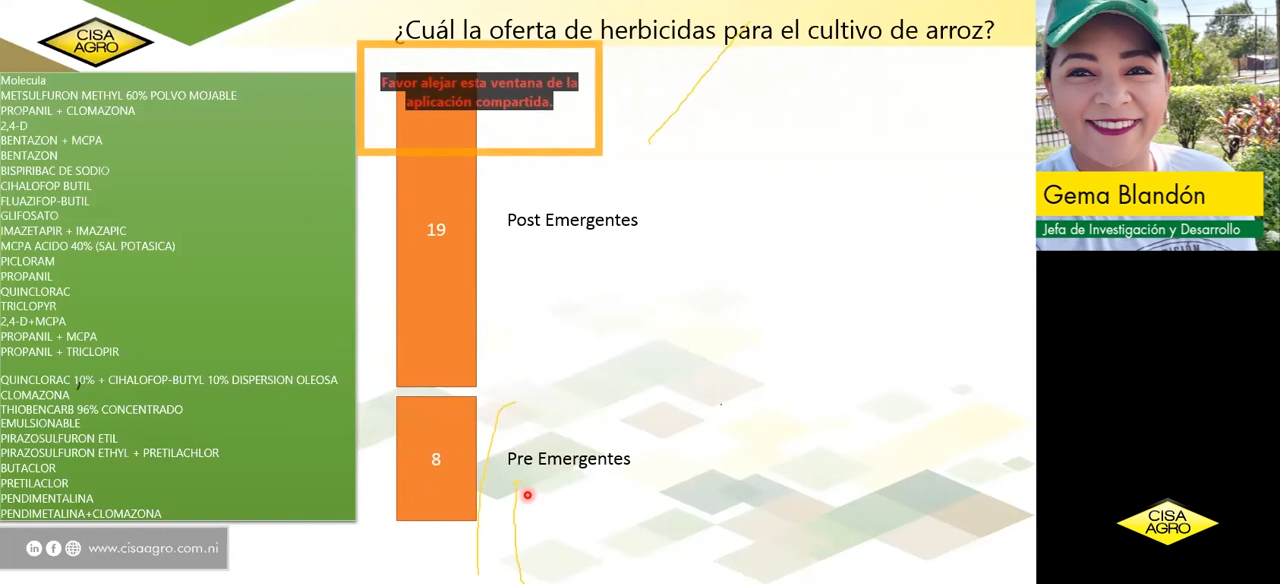 CISA
AGRO
¿Cuál la oferta de herbicidas para el cultivo de arroz?
Favor alejar esta ventana de la
aplicación compartida.
Molecula
METSULFURON METHYL 60% POLVO MOJABLE
PROPANIL + CLOMAZONA
2,4-D
BENTAZON + MCPA
BENTAZON
BISPIRIBAC DE SODIO
CIHALOFOP BUTIL
FLUAZIFOP-BUTIL
GLIFOSATO
IMAZETAPIR + IMAZAPIC
MCPA ACIDO 40% (SAL POTASICA)
PICLORAM
PROPANIL
QUINCLORAC
TRICLOPYR
2,4-D+MCPA
PROPANIL + MCPA
PROPANIL + TRICLOPIR
QUINCLORAC 10% + CIHALOFOP-BUTYL 10% DISPERSION OLEOSA
CLOMAZONA
THIOBENCARB 96% CONCENTRADO
EMULSIONABLE
PIRAZOSULFURON ETIL
PIRAZOSULFURON ETHYL + PRETILACHLOR
BUTACLOR
PRETILACLOR
PENDIMENTALINA
PENDIMETALINA+CLOMAZONA
19
Post Emergentes
8
Pre Emergentes
www.cisaagro.com.ni
Gema Blandón
Jefa de Investigación y Desarrollo
CISA
AGRO